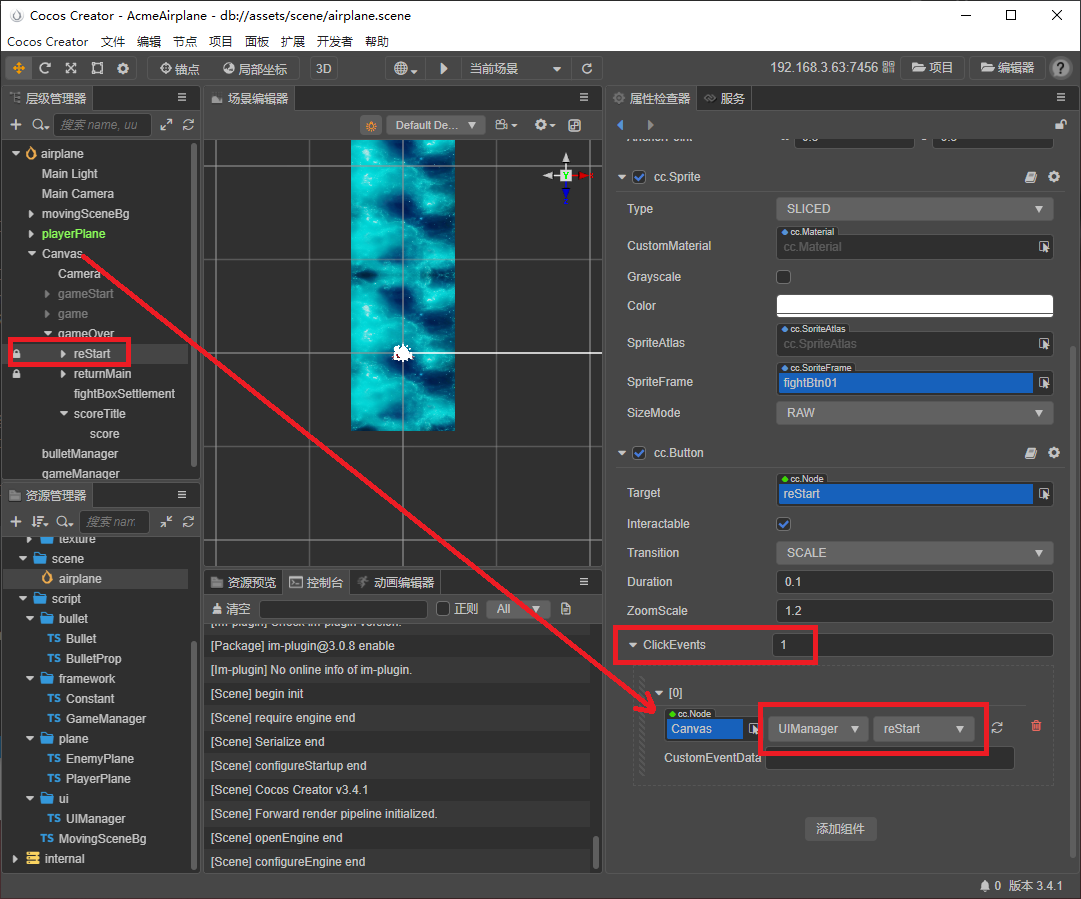 Cocos Creator - AcmeAirplane - db://assets/scene/airplane.scene
Cocos Creator 文件 编辑 节点 项目 面板 扩展 开发者 帮助
锚点 局部坐标 3D 当前场景 192.168.3.63:7456 项目 编辑器
层级管理器
搜索 name, uu
airplane
Main Light
Main Camera
movingSceneBg
playerPlane
Canvas
Camera
gameStart
game
gameOver
reStart
returnMain
fightBoxSettlement
scoreTitle
score
bulletManager
gameManager
资源管理器
搜索 nam
texture
scene
airplane
script
bullet
TS Bullet
TS BulletProp
framework
TS Constant
TS GameManager
plane
TS EnemyPlane
TS PlayerPlane
ui
TS UIManager
TS MovingSceneBg
internal
场景编辑器
Default De...
Y
资源预览 控制台 动画编辑器
清空 正则 All
[Im-plugin] Check im-plugin version.
[Package] im-plugin@3.0.8 enable
[Im-plugin] No online info of im-plugin.
[Scene] begin init
[Scene] require engine end
[Scene] Serialize end
[Scene] configureStartup end
[Scene] Cocos Creator v3.4.1
[Scene] Forward render pipeline initialized.
[Scene] openEngine end
[Scene] configureEngine end
属性检查器 服务
cc.Sprite
Type SLICED
cc.Material
CustomMaterial cc.Material
Grayscale
Color
cc.SpriteAtlas
SpriteAtlas cc.SpriteAtlas
cc.SpriteFrame
SpriteFrame fightBtn01
SizeMode RAW
cc.Button
cc.Node
Target reStart
Interactable
Transition SCALE
Duration 0.1
ZoomScale 1.2
ClickEvents 1
[0]
cc.Node
Canvas UIManager reStart
CustomEventData
添加组件
0 版本 3.4.1